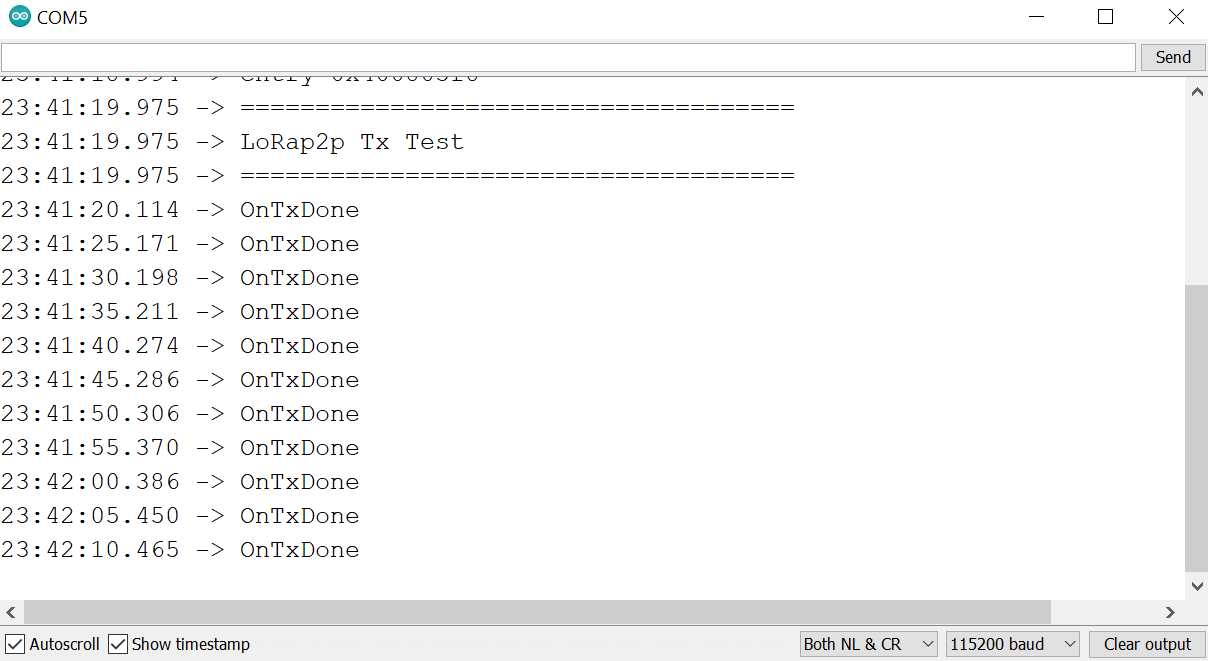 COM5
Send
23:41:19.975 -> =====================================
23:41:19.975 -> LoRap2p Tx Test
23:41:19.975 -> =====================================
23:41:20.114 -> OnTxDone
23:41:25.171 -> OnTxDone
23:41:30.198 -> OnTxDone
23:41:35.211 -> OnTxDone
23:41:40.274 -> OnTxDone
23:41:45.286 -> OnTxDone
23:41:50.306 -> OnTxDone
23:41:55.370 -> OnTxDone
23:42:00.386 -> OnTxDone
23:42:05.450 -> OnTxDone
23:42:10.465 -> OnTxDone
Autoscroll Show timestamp Both NL & CR 115200 baud Clear output